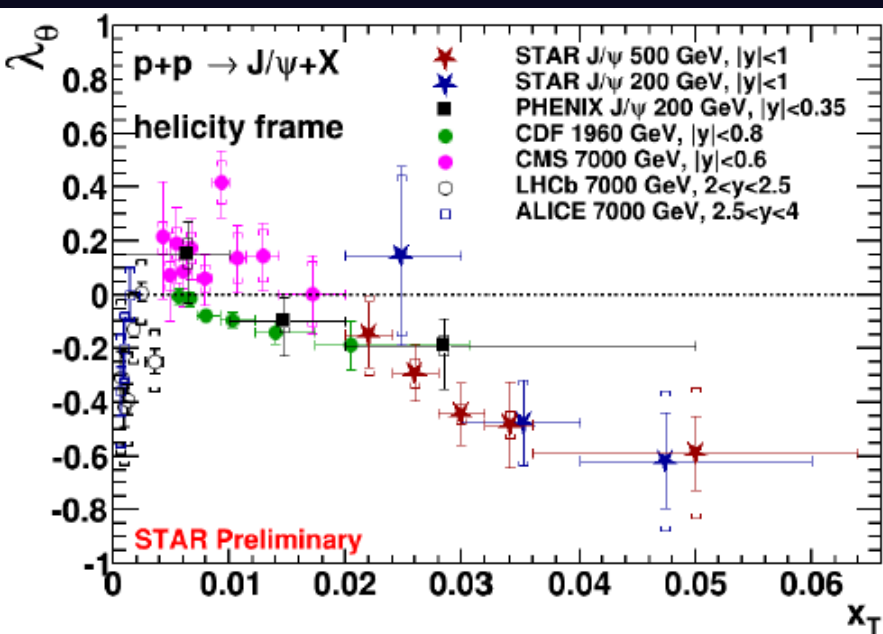 λθ
1
0.8
0.6
0.4
0.2
0
-0.2
-0.4
-0.6
-0.8
-1
p+p → J/ψ+X
helicity frame
STAR J/ψ 500 GeV, |y|<1
STAR J/ψ 200 GeV, |y|<1
PHENIX J/ψ 200 GeV, |y|<0.35
CDF 1960 GeV, |y|<0.8
CMS 7000 GeV, |y|<0.6
LHCb 7000 GeV, 2<y<2.5
ALICE 7000 GeV, 2.5<y<4
STAR Preliminary
0 0.01 0.02 0.03 0.04 0.05 0.06
xT